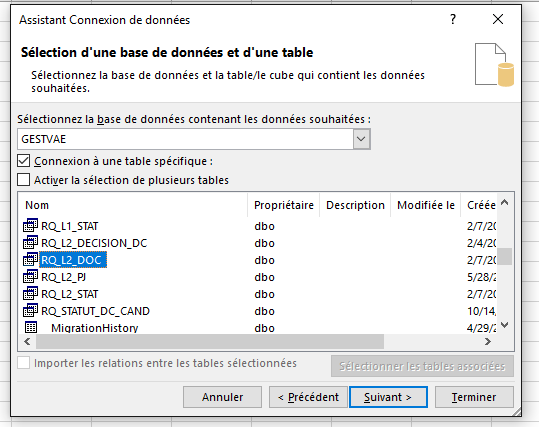 Assistant Connexion de données
Sélection d'une base de données et d'une table
Sélectionnez la base de données et la table/le cube qui contient les données
souhaitées.
Sélectionnez la base de données contenant les données souhaitées :
GESTVAE
Connexion à une table spécifique :
Activer la sélection de plusieurs tables
Nom Propriétaire Description Modifiée le Créée
RQ_L1_STAT dbo 2/7/20
RQ_L2_DECISION_DC dbo 2/4/20
RQ_L2_DOC dbo 2/7/20
RQ_L2_PJ dbo 5/28/2
RQ_L2_STAT dbo 2/7/20
RQ_STATUT_DC_CAND dbo 10/14,
MigrationHistory dbo 4/29/2
Importer les relations entre les tables sélectionnées
Sélectionner les tables associées
Annuler < Précédent Suivant > Terminer